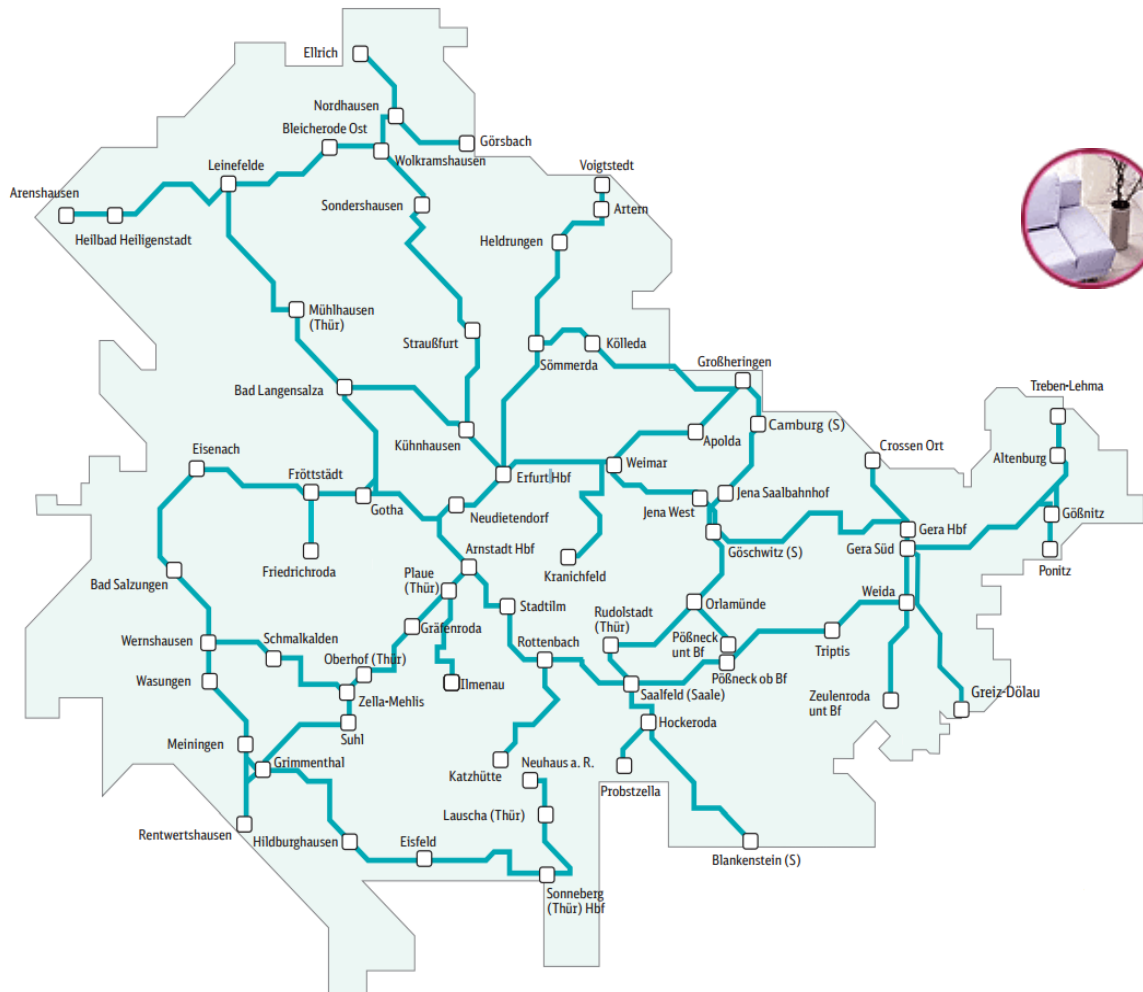 Ellrich
Nordhausen
Bleicherode Ost
Görsbach
Wolkramshausen
Leinefelde
Voigtstedt
Arenshausen
Sondershausen
Artern
Heilbad Heiligenstadt
Heldrungen
Mühlhausen
(Thür)
Straußfurt
Sömmerda
Kölleda
Großheringen
Bad Langensalza
Treben-Lehma
Camburg (S)
Kühnhausen
Apolda
Crossen Ort
Eisenach
Altenburg
Fröttstädt
Erfurt Hbf
Weimar
Gotha
Neudietendorf
Jena Saalbahnhof
Jena West
Gößnitz
Gera Hbf
Göschwitz (S)
Gera Süd
Friedrichroda
Arnstadt Hbf
Kranichfeld
Ponitz
Bad Salzungen
Plaue
(Thür)
Stadtilm
Orlamünde
Weida
Rudolstadt
(Thür)
Gräfenroda
Wernshausen
Schmalkalden
Rottenbach
Pößneck
unt Bf
Triptis
Oberhof (Thür)
Pößneck ob Bf
Wasungen
Ilmenau
Saalfeld (Saale)
Zella-Mehlis
Zeulenroda
unt Bf
Greiz-Dölau
Suhl
Hockeroda
Meiningen
Grimmenthal
Katzhütte
Neuhaus a. R.
Probstzella
Lauscha (Thür)
Rentwertshausen
Hildburghausen
Eisfeld
Blankenstein (S)
Sonneberg
(Thür) Hbf